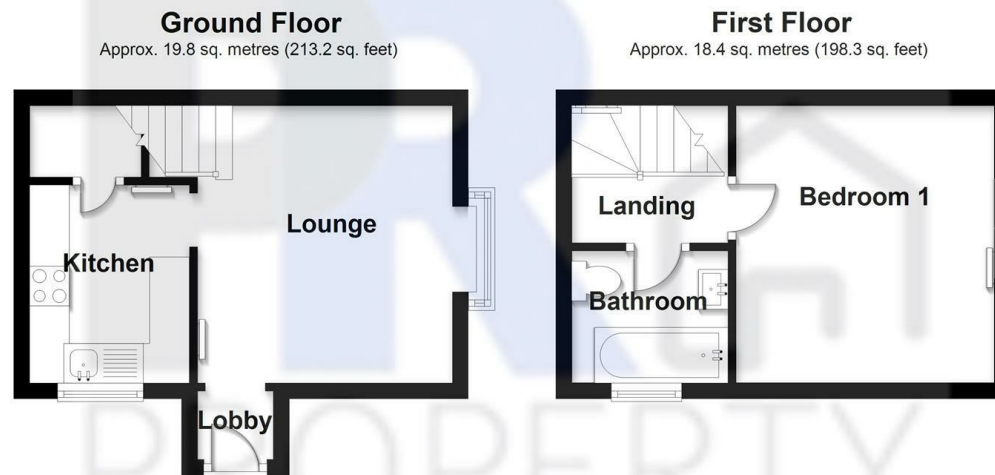 Ground Floor
Approx. 19.8 sq. metres (213.2 sq. feet)
First Floor
Approx. 18.4 sq. metres (198.3 sq. feet)
Kitchen
Lounge
Lobby
Landing
Bedroom 1
Bathroom
PR
PROPERTY